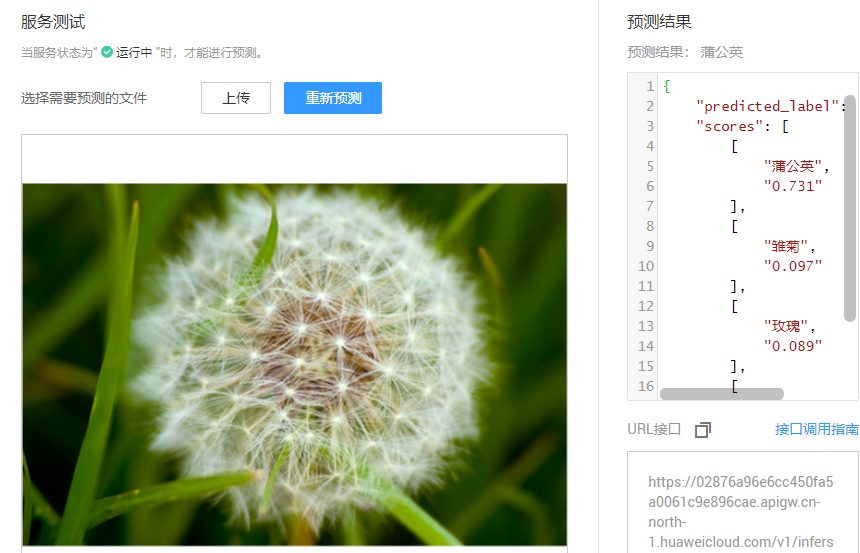 服务测试
当服务状态为“ 运行中 ”时，才能进行预测。
选择需要预测的文件 上传 重新预测
预测结果
预测结果： 蒲公英
1 {
2 "predicted_label":
3 "scores": [
4 [
5 "蒲公英",
6 "0.731"
7 ],
8 [
9 "雏菊",
10 "0.097"
11 ],
12 [
13 "玫瑰",
14 "0.089"
15 ],
16 [
URL接口 接口调用指南
https://02876a96e6cc450fa5
a0061c9e896cae.apigw.cn-
north-
1.huaweicloud.com/v1/infers